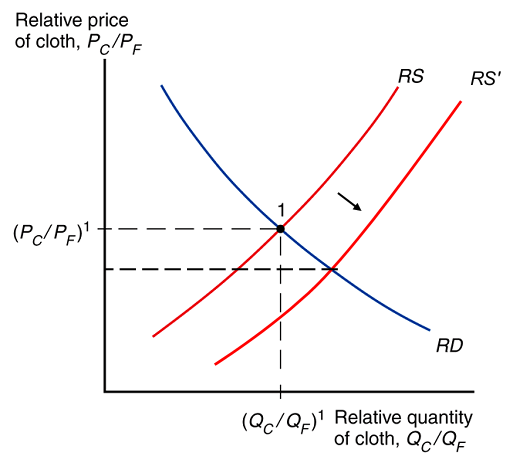 Relative price
of cloth, P_C/P_F
RS
RS'
1
(P_C/P_F)¹
RD
(Q_C/Q_F)¹
Relative quantity
of cloth, Q_C/Q_F